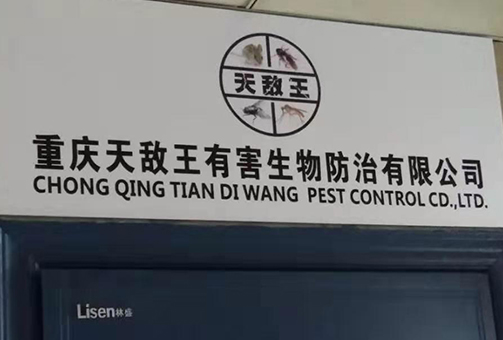 天敌王
重庆天敌王有害生物防治有限公司
CHONG QING TIAN DI WANG PEST CONTROL CD.,LTD.
Lisen林盛